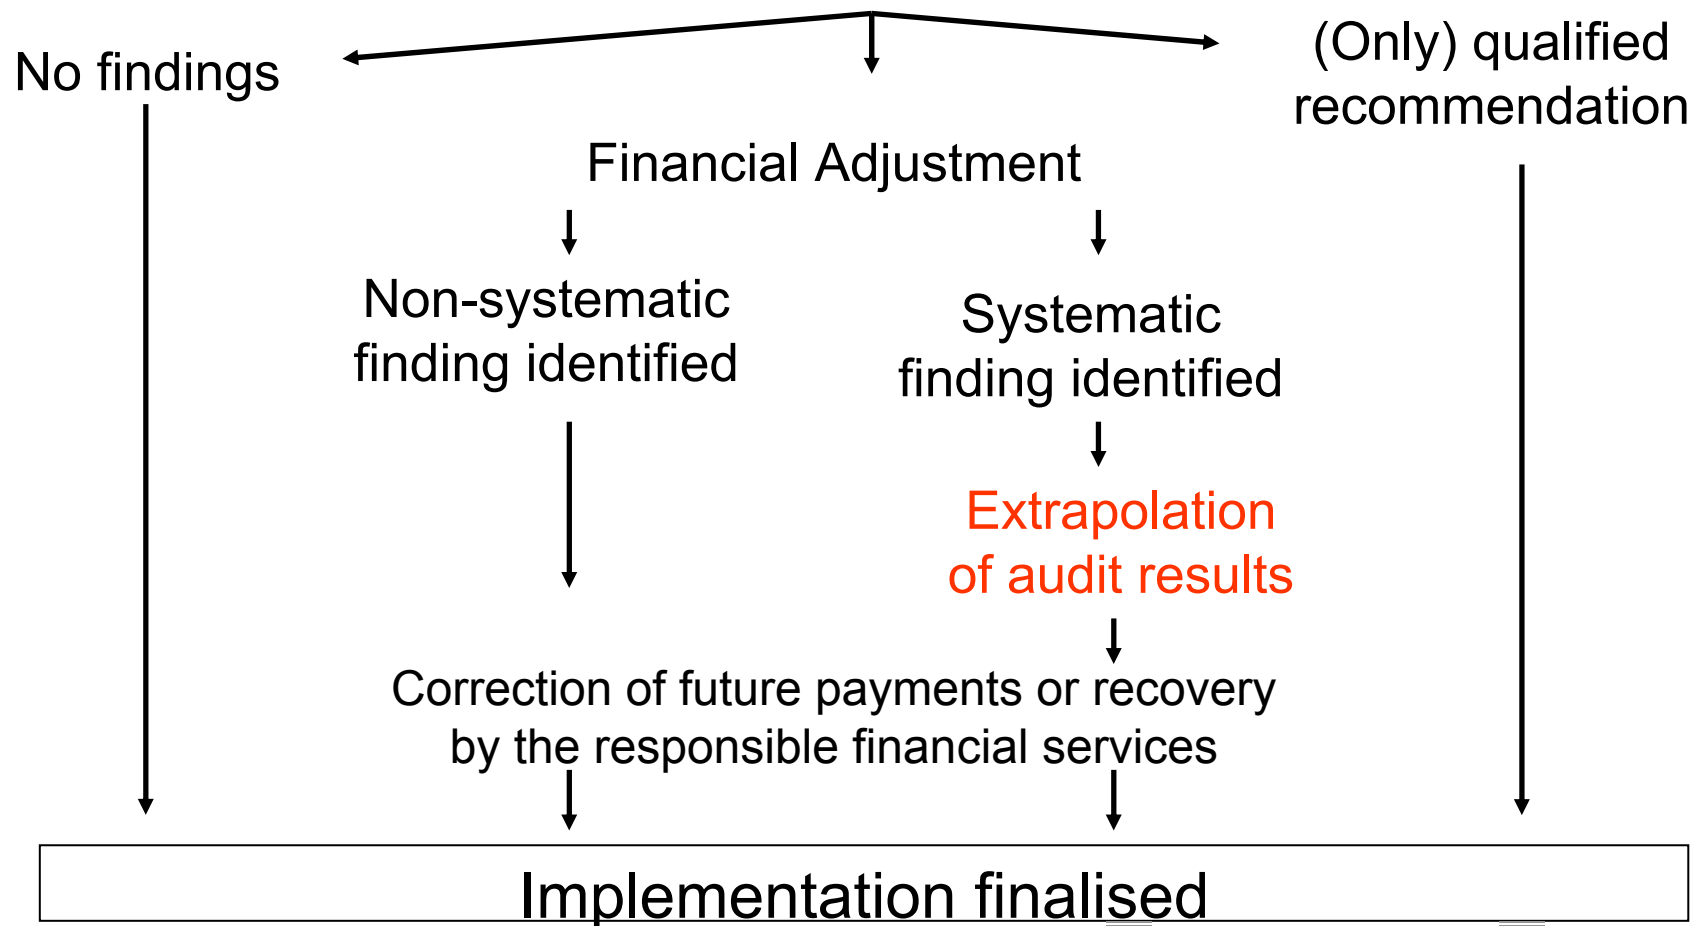 No findings
(Only) qualified
recommendation
Financial Adjustment
Non-systematic
finding identified
Systematic
finding identified
Extrapolation
of audit results
Correction of future payments or recovery
by the responsible financial services
Implementation finalised